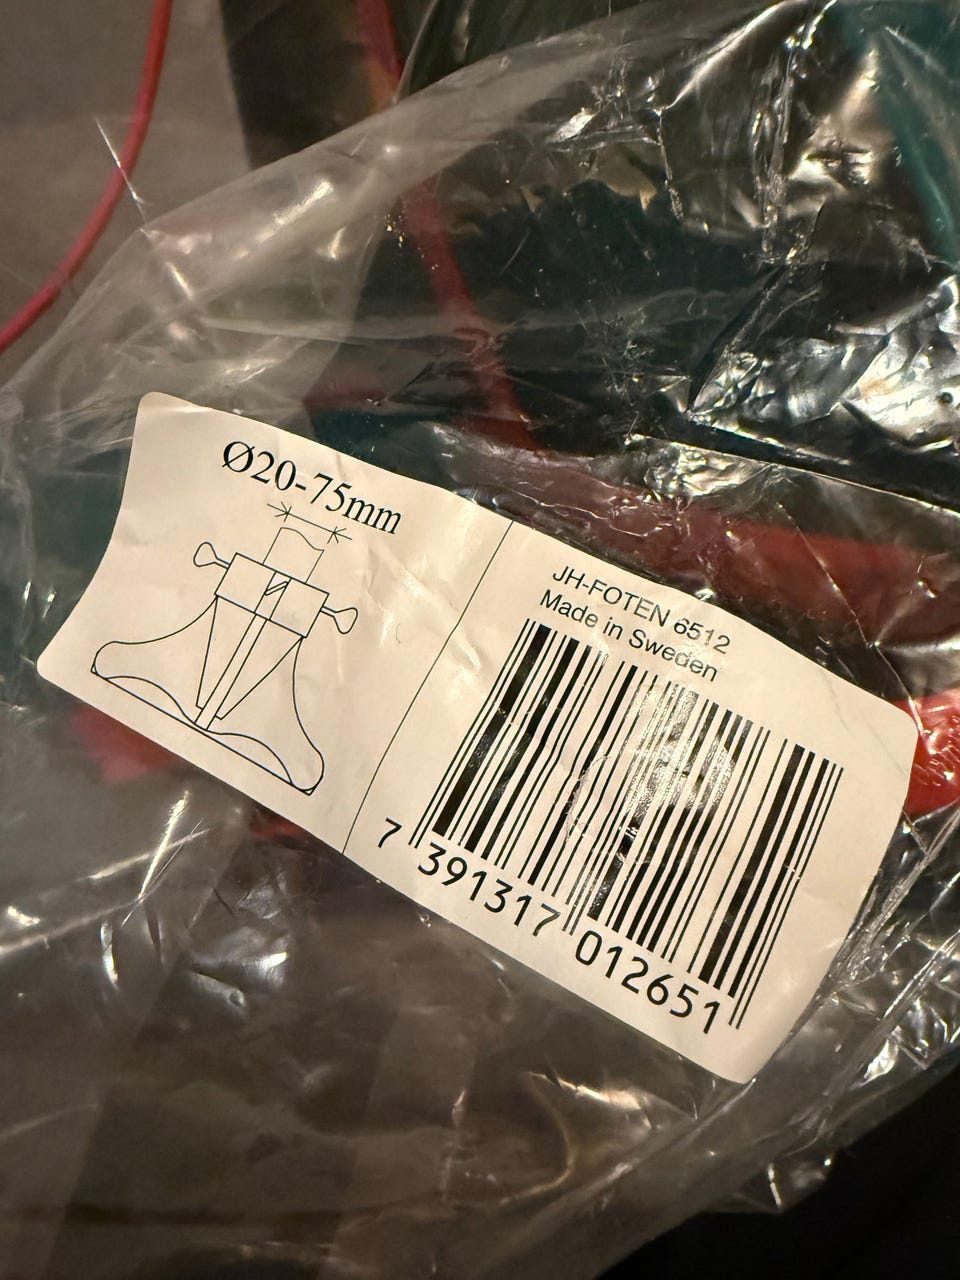 Ø20-75mm
JH-FOTEN 6512
Made in Sweden
7 391317 012651